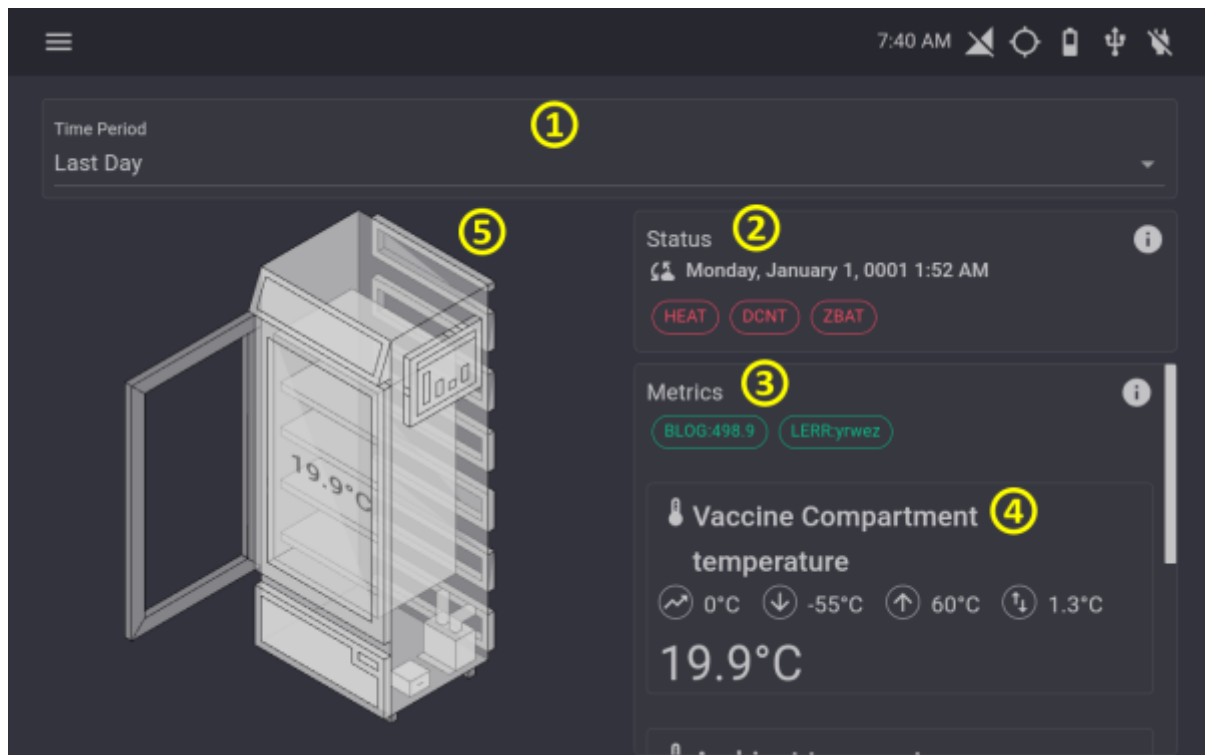 7:40 AM
1
Time Period
Last Day
5
Status
2
Monday, January 1, 0001 1:52 AM
HEAT DCNT ZBAT
Metrics
3
BLOG:498.9 LERR:yrwez
19.9°C
Vaccine Compartment
4
temperature
0°C -55°C 60°C 1.3°C
19.9°C